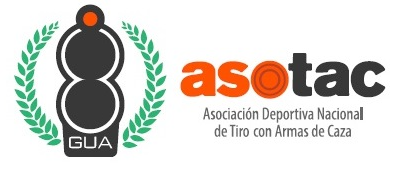 GUA
asotac
Asociación Deportiva Nacional
de Tiro con Armas de Caza